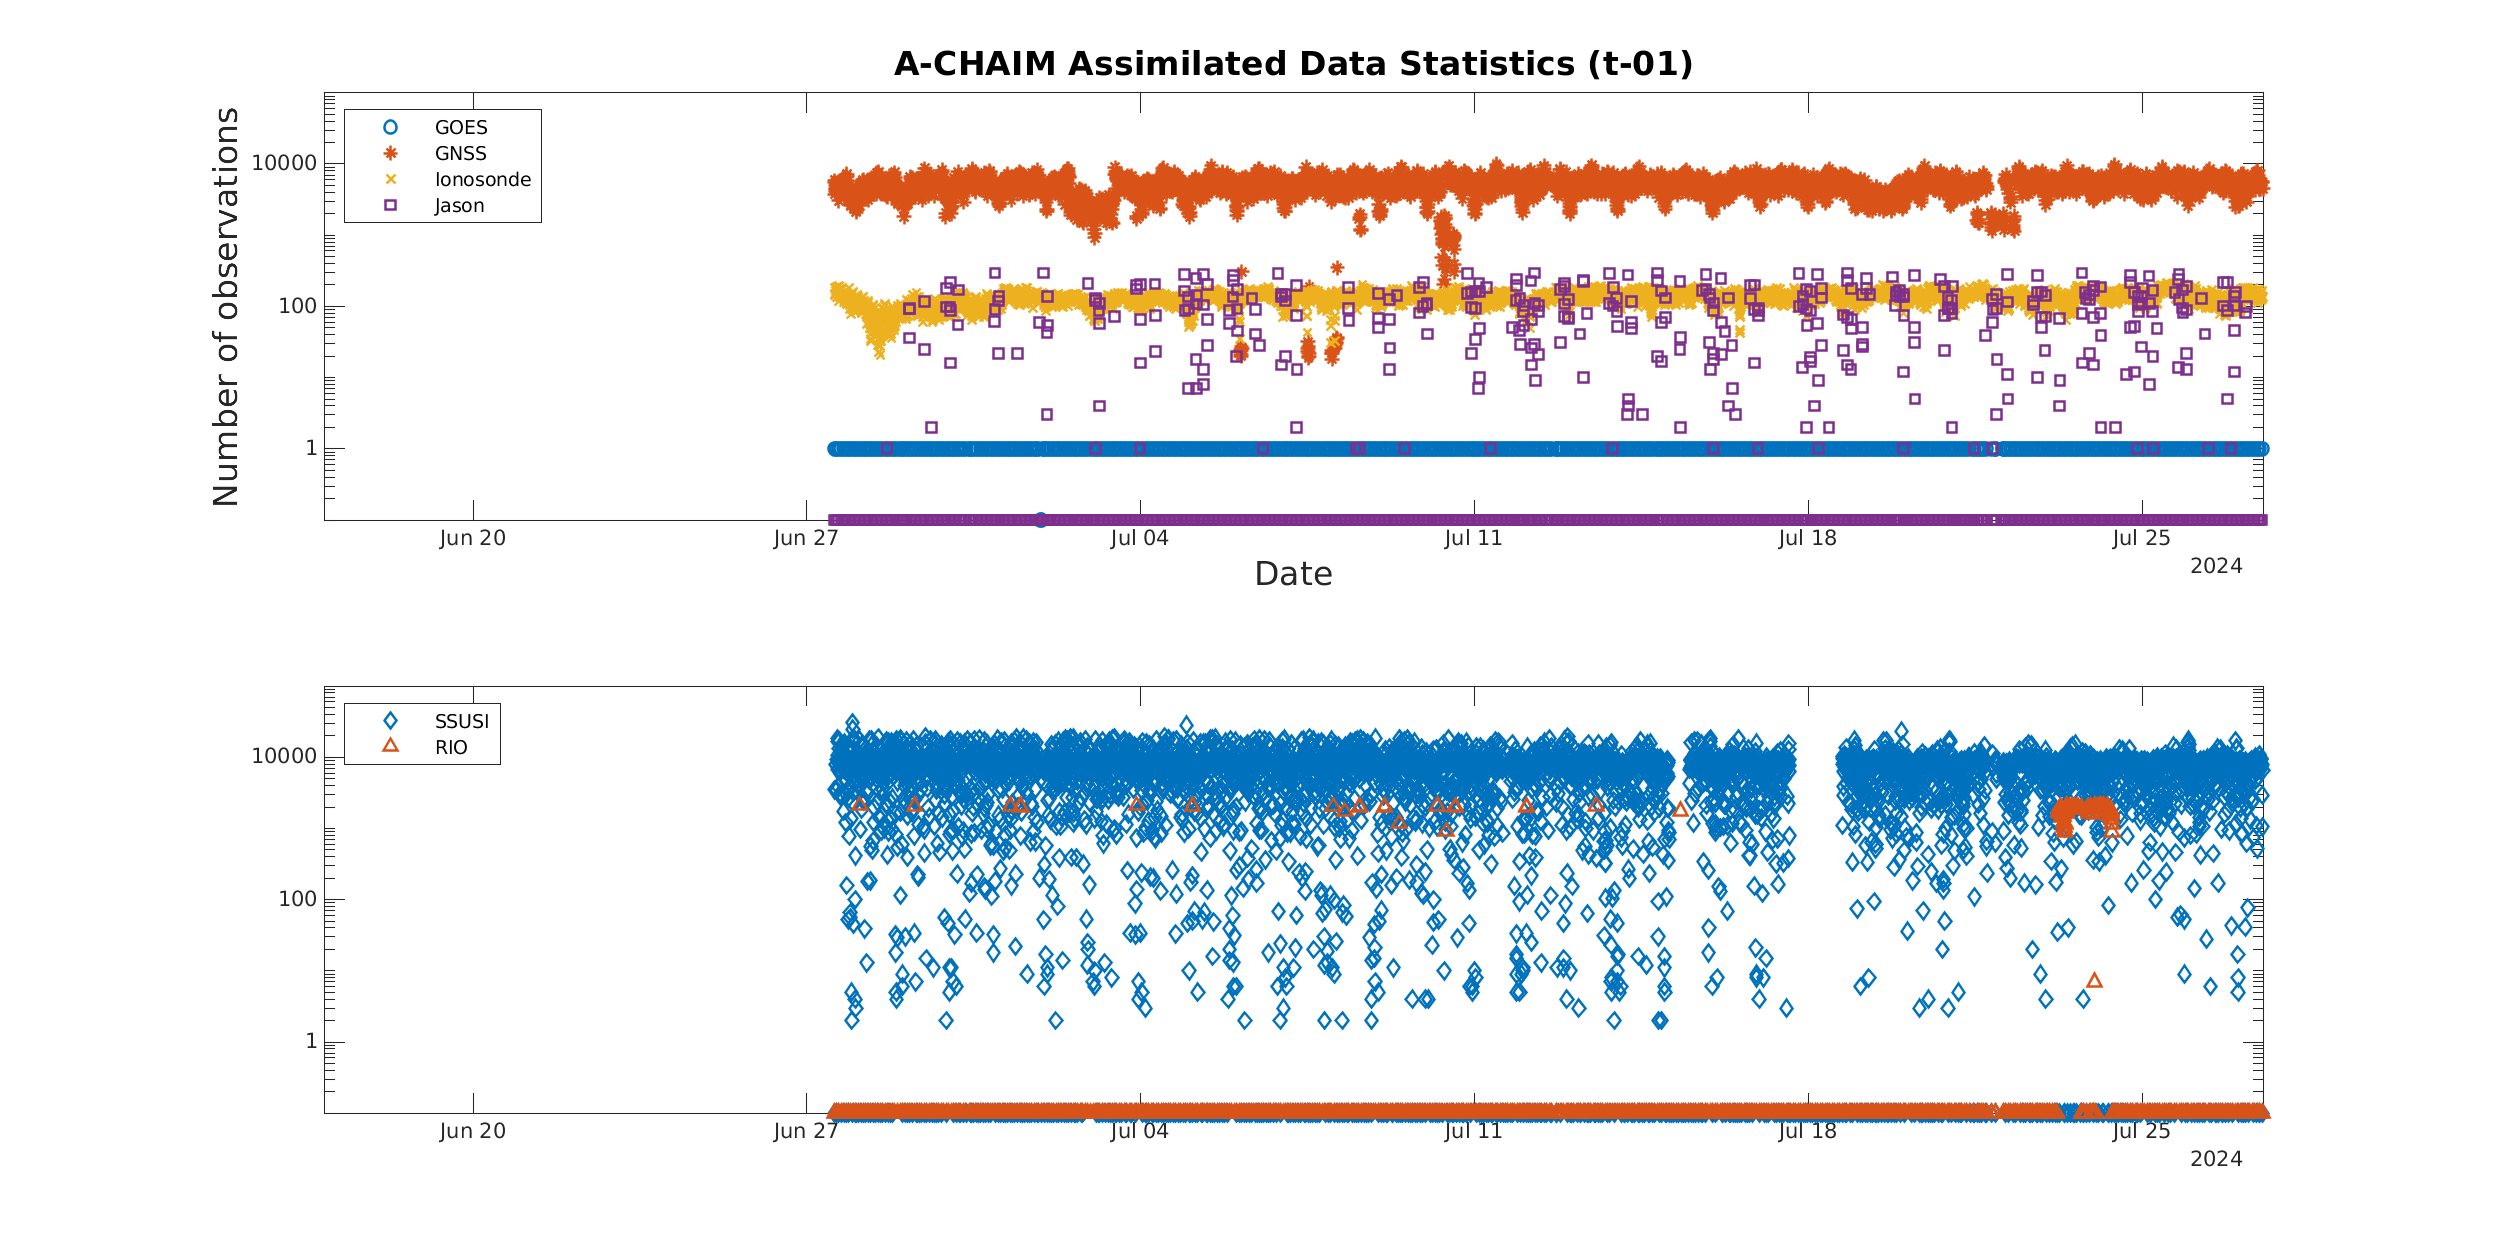 A-CHAIM Assimilated Data Statistics (t-01)
Number of observations
10000
100
1
GOES
GNSS
Ionosonde
Jason
Jun 20
Jun 27
Jul 04
Jul 11
Jul 18
Jul 25
2024
Date
10000
100
1
SSUSI
RIO
Jun 20
Jun 27
Jul 04
Jul 11
Jul 18
Jul 25
2024